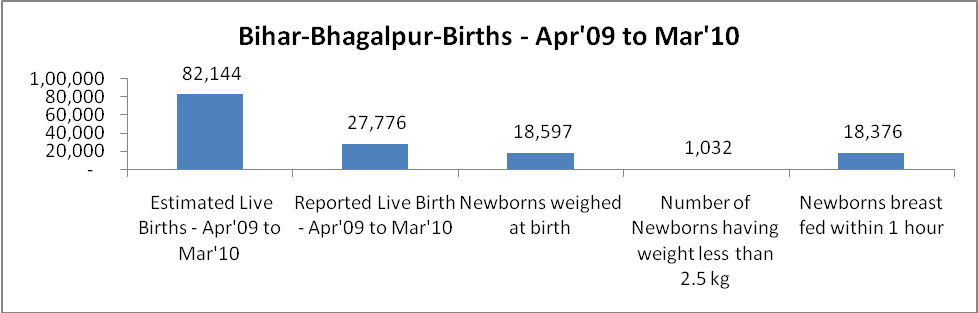 Bihar-Bhagalpur-Births - Apr'09 to Mar'10
82,144
27,776
18,597
1,032
18,376
1,00,000
80,000
60,000
40,000
20,000
-
Estimated Live
Births - Apr'09 to
Mar'10
Reported Live Birth
- Apr'09 to Mar'10
Newborns weighed
at birth
Number of
Newborns having
weight less than
2.5 kg
Newborns breast
fed within 1 hour